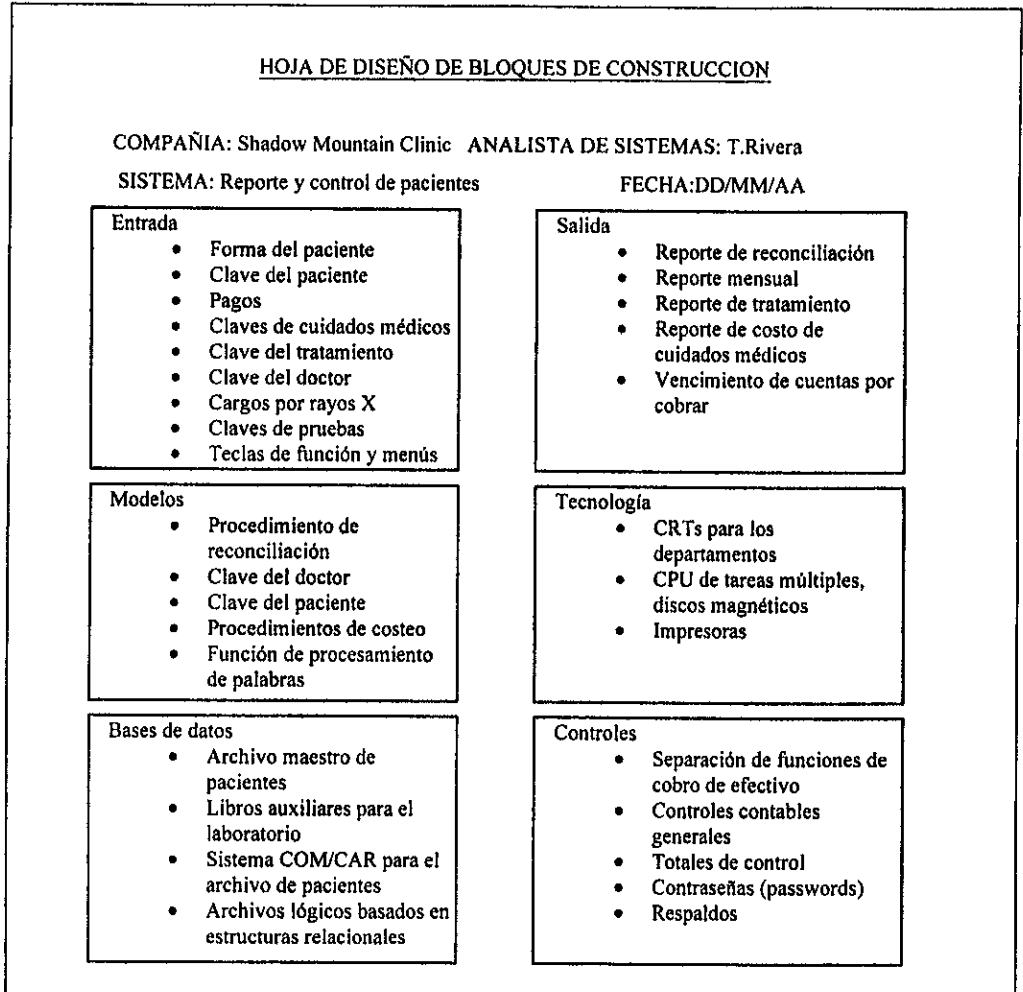 HOJA DE DISEÑO DE BLOQUES DE CONSTRUCCION
COMPAÑIA: Shadow Mountain Clinic ANALISTA DE SISTEMAS: T.Rivera
SISTEMA: Reporte y control de pacientes FECHA:DD/MM/AA
Entrada
• Forma del paciente
• Clave del paciente
• Pagos
• Claves de cuidados médicos
• Clave del tratamiento
• Clave del doctor
• Cargos por rayos X
• Claves de pruebas
• Teclas de función y menús
Salida
• Reporte de reconciliación
• Reporte mensual
• Reporte de tratamiento
• Reporte de costo de
cuidados médicos
• Vencimiento de cuentas por
cobrar
Modelos
• Procedimiento de
reconciliación
• Clave del doctor
• Clave del paciente
• Procedimientos de costeo
• Función de procesamiento
de palabras
Tecnología
• CRTs para los
departamentos
• CPU de tareas múltiples,
discos magnéticos
• Impresoras
Bases de datos
• Archivo maestro de
pacientes
• Libros auxiliares para el
laboratorio
• Sistema COM/CAR para el
archivo de pacientes
• Archivos lógicos basados en
estructuras relacionales
Controles
• Separación de funciones de
cobro de efectivo
• Controles contables
generales
• Totales de control
• Contraseñas (passwords)
• Respaldos